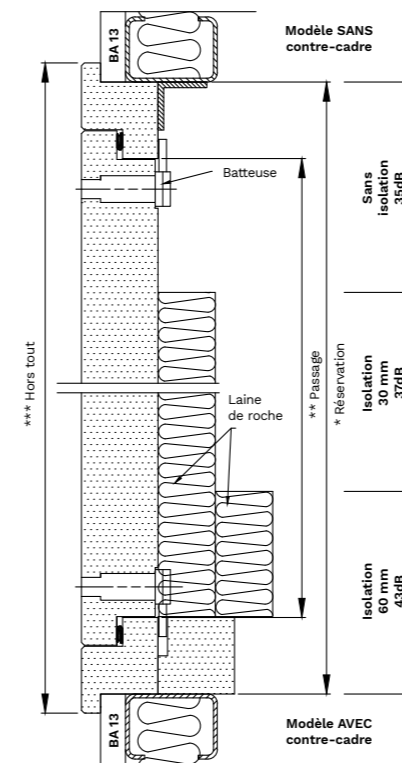 BA 13
Modèle SANS
contre-cadre
Batteuse
Sans
isolation
35dB
*** Hors tout
** Passage
* Réservation
Isolation
30 mm
37dB
Laine
de roche
Isolation
60 mm
43dB
BA 13
Modèle AVEC
contre-cadre